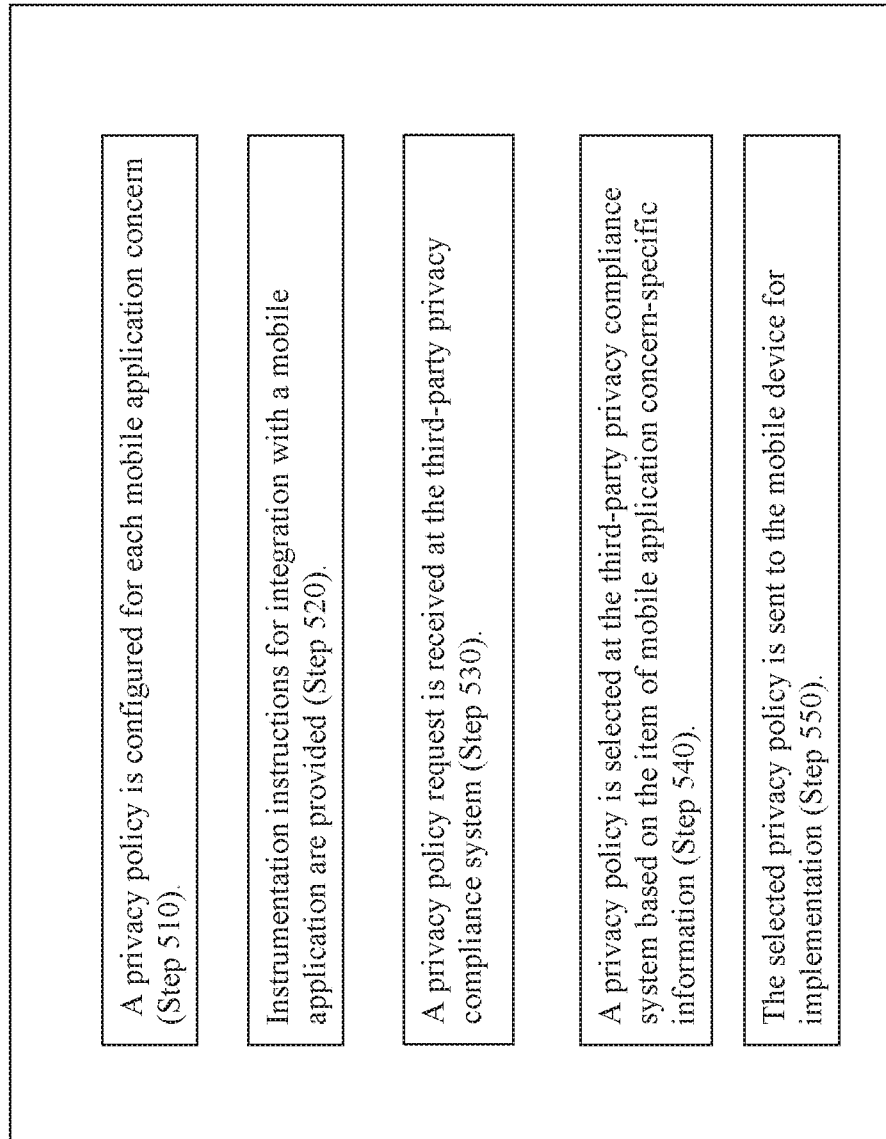 A privacy policy is configured for each mobile application concern
(Step 510).
Instrumentation instructions for integration with a mobile
application are provided (Step 520).
A privacy policy request is received at the third-party privacy
compliance system (Step 530).
A privacy policy is selected at the third-party privacy compliance
system based on the item of mobile application concern-specific
information (Step 540).
The selected privacy policy is sent to the mobile device for
implementation (Step 550).